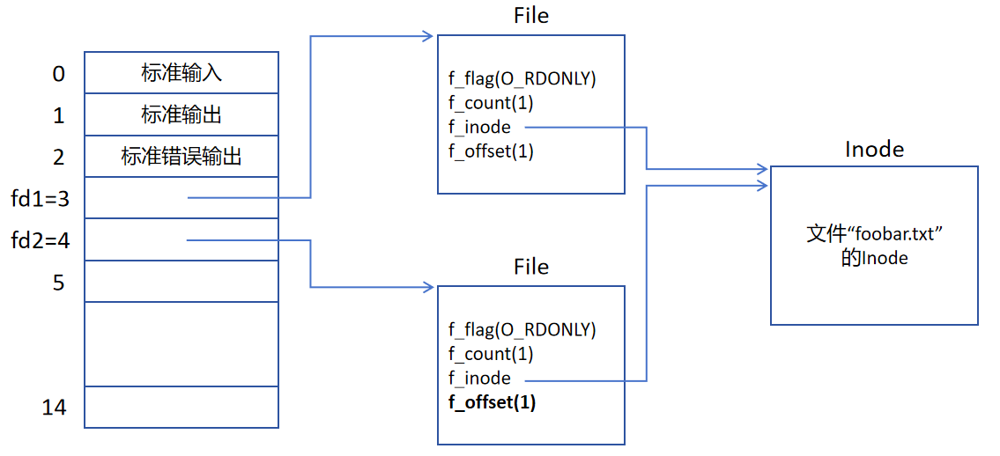 0
标准输入
1
标准输出
2
标准错误输出
fd1=3
fd2=4
5
14
File
f_flag(O_RDONLY)
f_count(1)
f_inode
f_offset(1)
File
f_flag(O_RDONLY)
f_count(1)
f_inode
f_offset(1)
Inode
文件“foobar.txt”
的Inode